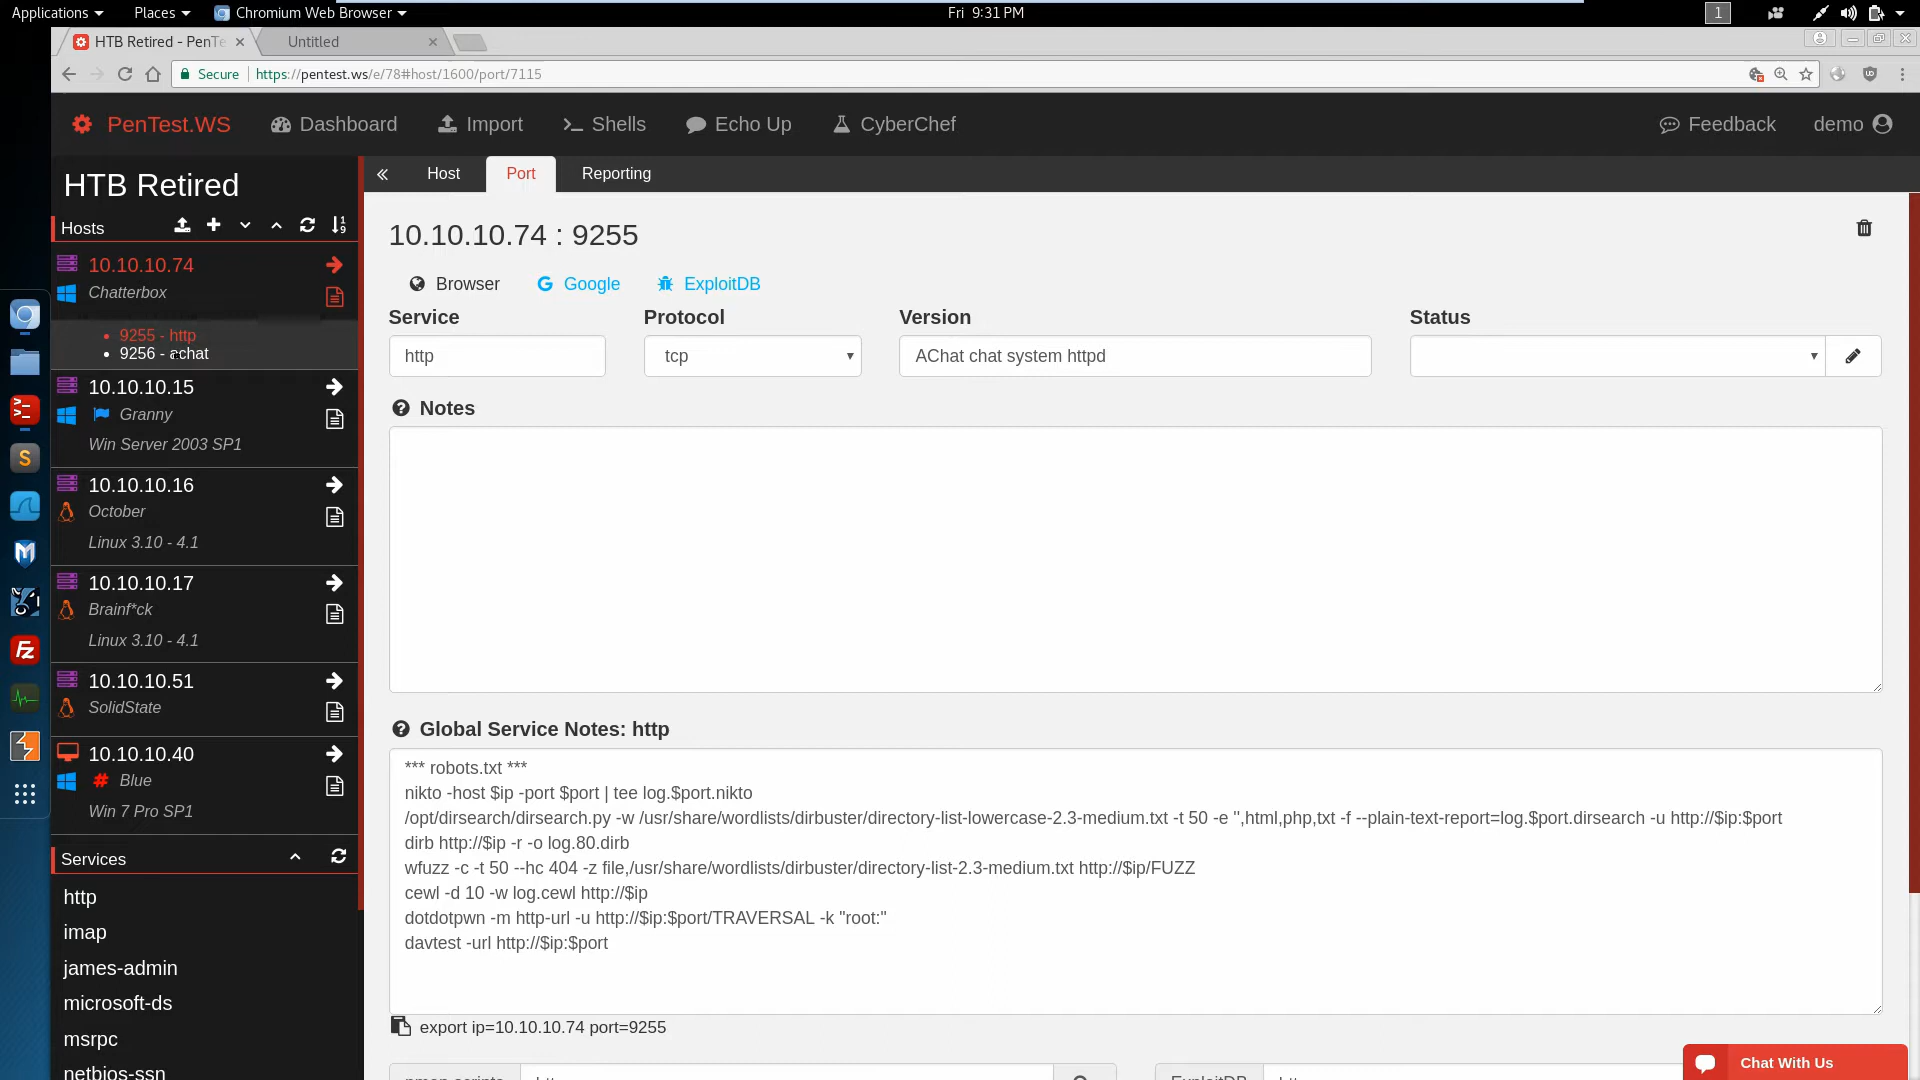 Applications Places Chromium Web Browser Fri 9:31 PM 1
HTB Retired - PenTe Untitled
Secure https://pentest.ws/e/78#host/1600/port/7115
PenTest.WS Dashboard Import Shells Echo Up CyberChef Feedback demo
HTB Retired
Host Port Reporting
Hosts
10.10.10.74
Chatterbox
9255 - http
9256 - achat
10.10.10.15
Granny
Win Server 2003 SP1
10.10.10.16
October
Linux 3.10 - 4.1
10.10.10.17
Brainf*ck
Linux 3.10 - 4.1
10.10.10.51
SolidState
10.10.10.40
# Blue
Win 7 Pro SP1
Services
http
imap
james-admin
microsoft-ds
msrpc
netbios-ssn
10.10.10.74 : 9255
Browser Google ExploitDB
Service Protocol Version Status
http tcp AChat chat system httpd
Notes
Global Service Notes: http
*** robots.txt ***
nikto -host $ip -port $port | tee log.$port.nikto
/opt/dirsearch/dirsearch.py -w /usr/share/wordlists/dirbuster/directory-list-lowercase-2.3-medium.txt -t 50 -e '',html,php,txt -f --plain-text-report=log.$port.dirsearch -u http://$ip:$port
dirb http://$ip -r -o log.80.dirb
wfuzz -c -t 50 --hc 404 -z file,/usr/share/wordlists/dirbuster/directory-list-2.3-medium.txt http://$ip/FUZZ
cewl -d 10 -w log.cewl http://$ip
dotdotpwn -m http-url -u http://$ip:$port/TRAVERSAL -k "root:"
davtest -url http://$ip:$port
export ip=10.10.10.74 port=9255
nmap scripts ExploitDB
Chat With Us